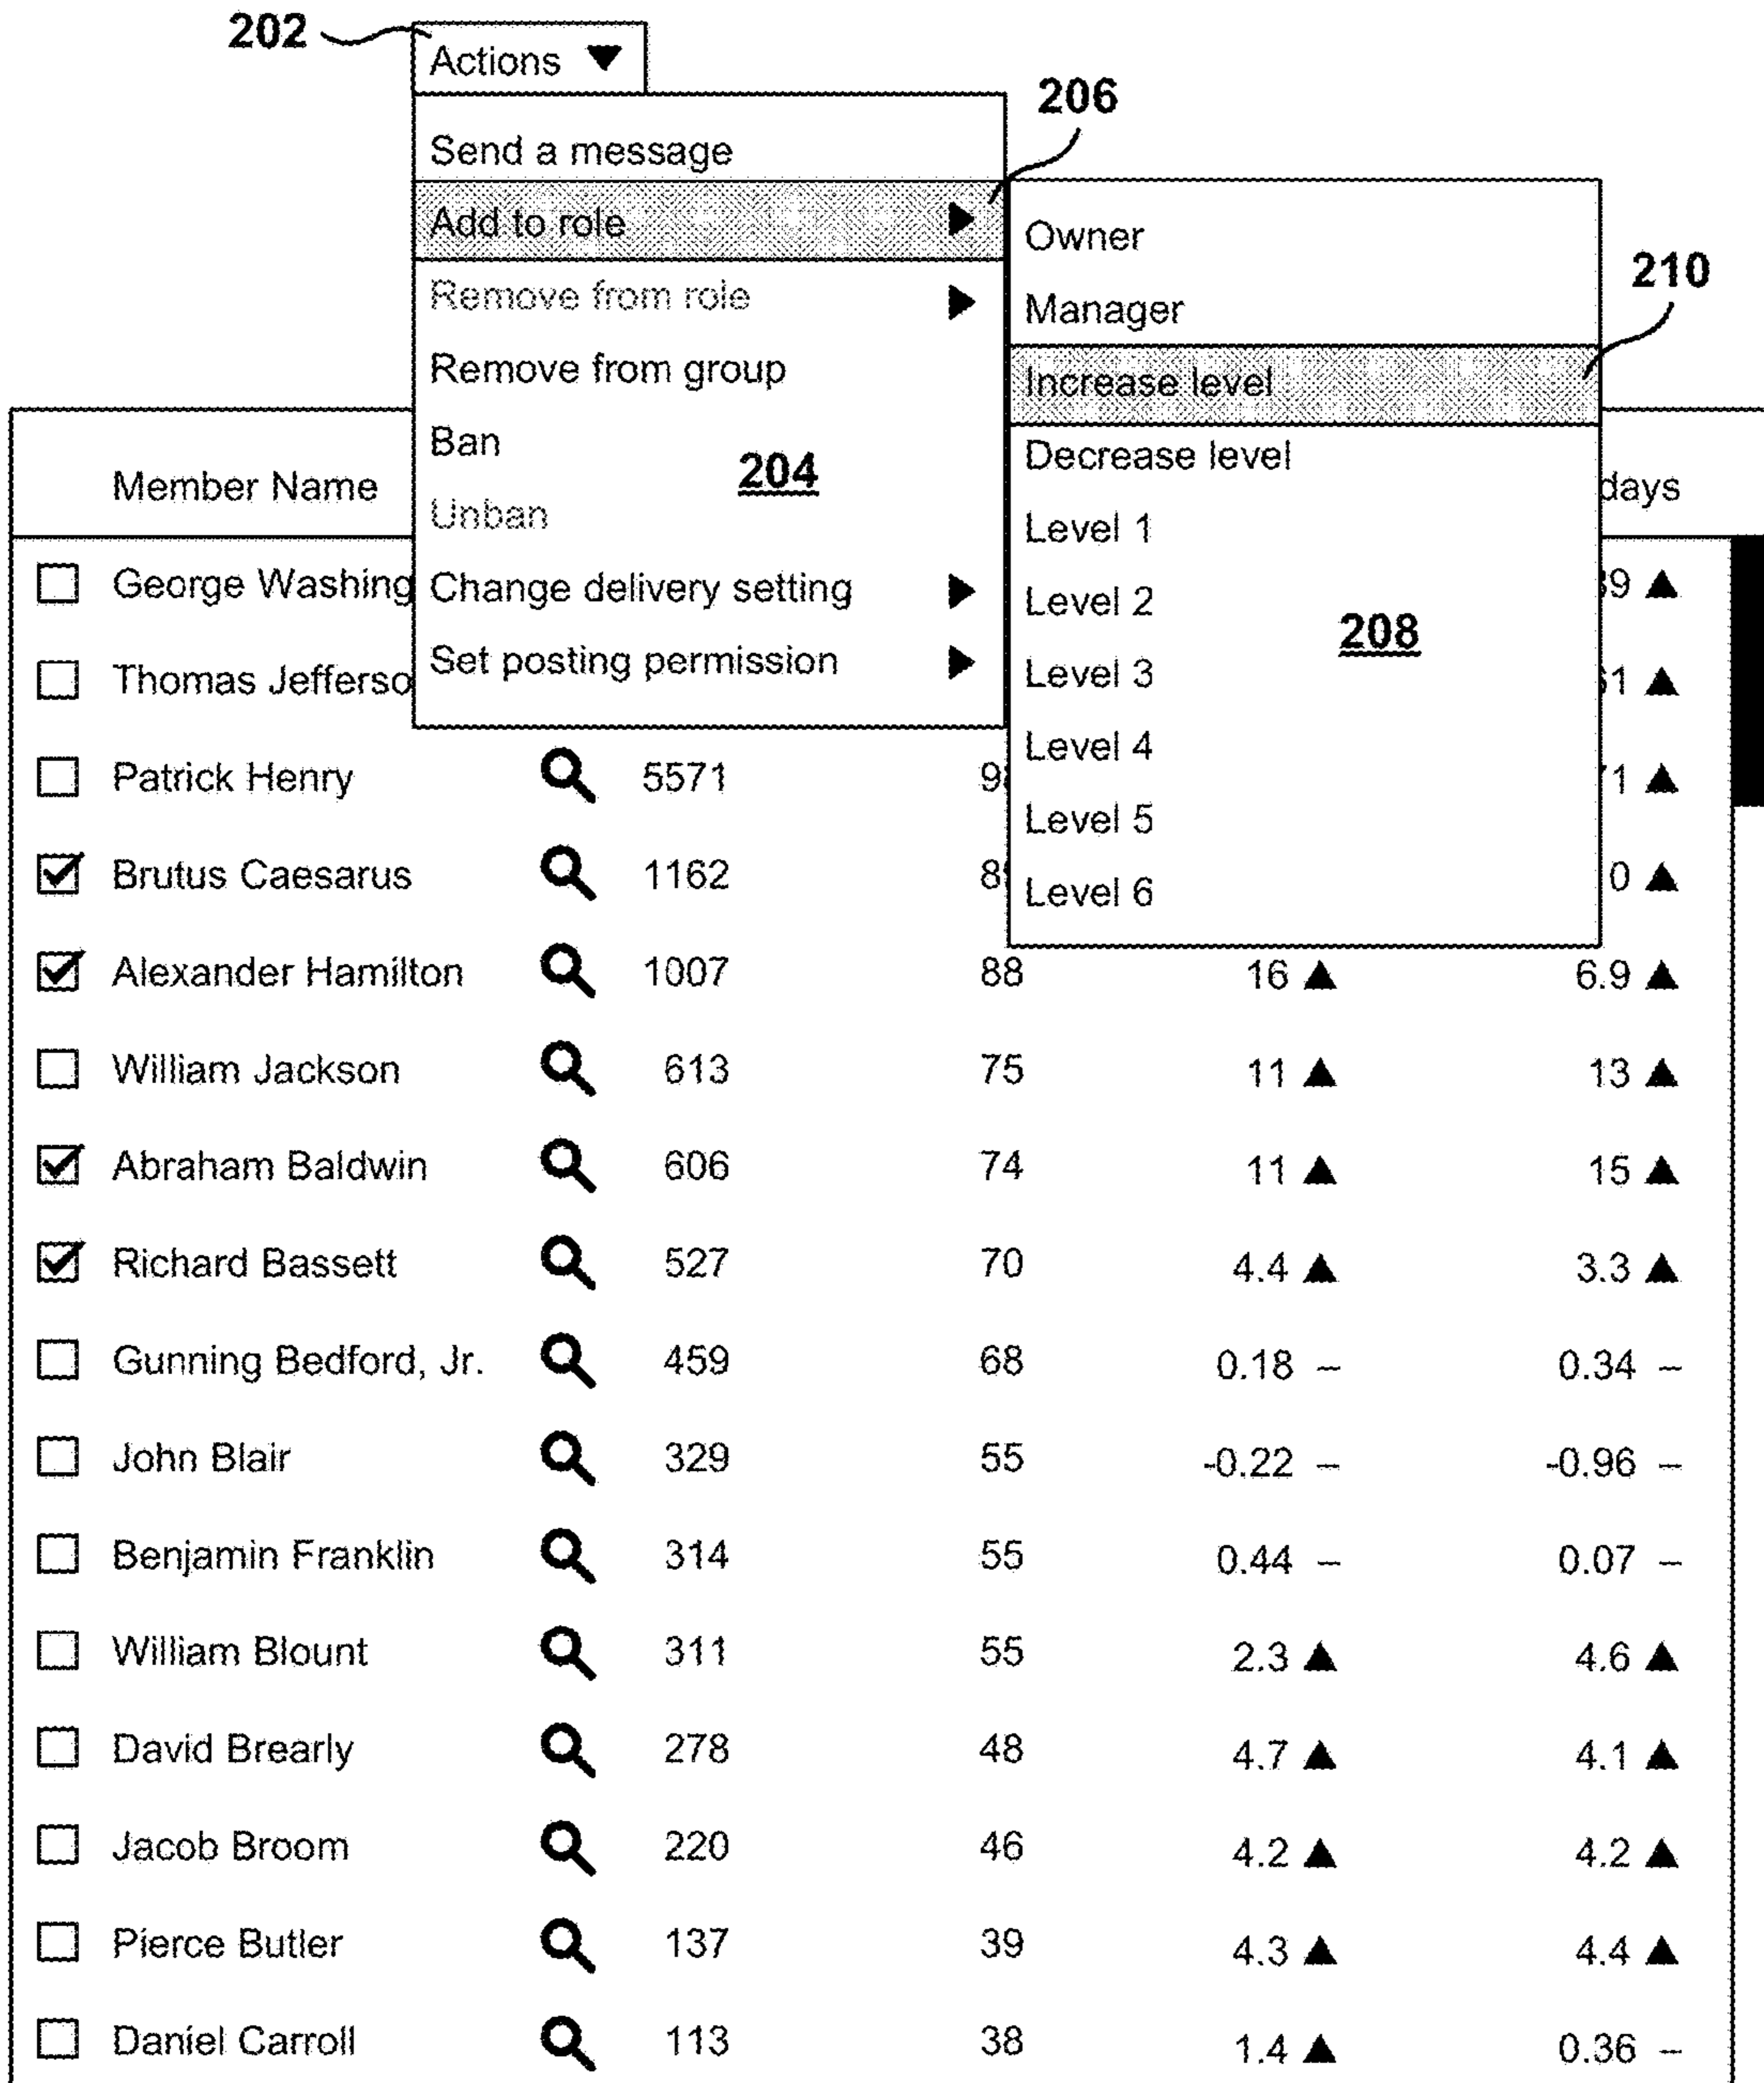 202
Actions ▼
206
Send a message
Add to role ▶
Owner
210
Remove from role ▶
Manager
Remove from group
Increase level
Ban
204
Decrease level
Member Name
days
Unban
Level 1
George Washing
Change delivery setting ▶
Level 2
208
39 ▲
Thomas Jefferso
Set posting permission ▶
Level 3
1 ▲
Level 4
Patrick Henry 5571 1 ▲
Level 5
Brutus Caesarus 1162 0 ▲
Level 6
Alexander Hamilton 1007 88 16 ▲ 6.9 ▲
William Jackson 613 75 11 ▲ 13 ▲
Abraham Baldwin 606 74 11 ▲ 15 ▲
Richard Bassett 527 70 4.4 ▲ 3.3 ▲
Gunning Bedford, Jr. 459 68 0.18 – 0.34 –
John Blair 329 55 -0.22 – -0.96 –
Benjamin Franklin 314 55 0.44 – 0.07 –
William Blount 311 55 2.3 ▲ 4.6 ▲
David Brearly 278 48 4.7 ▲ 4.1 ▲
Jacob Broom 220 46 4.2 ▲ 4.2 ▲
Pierce Butler 137 39 4.3 ▲ 4.4 ▲
Daniel Carroll 113 38 1.4 ▲ 0.36 –